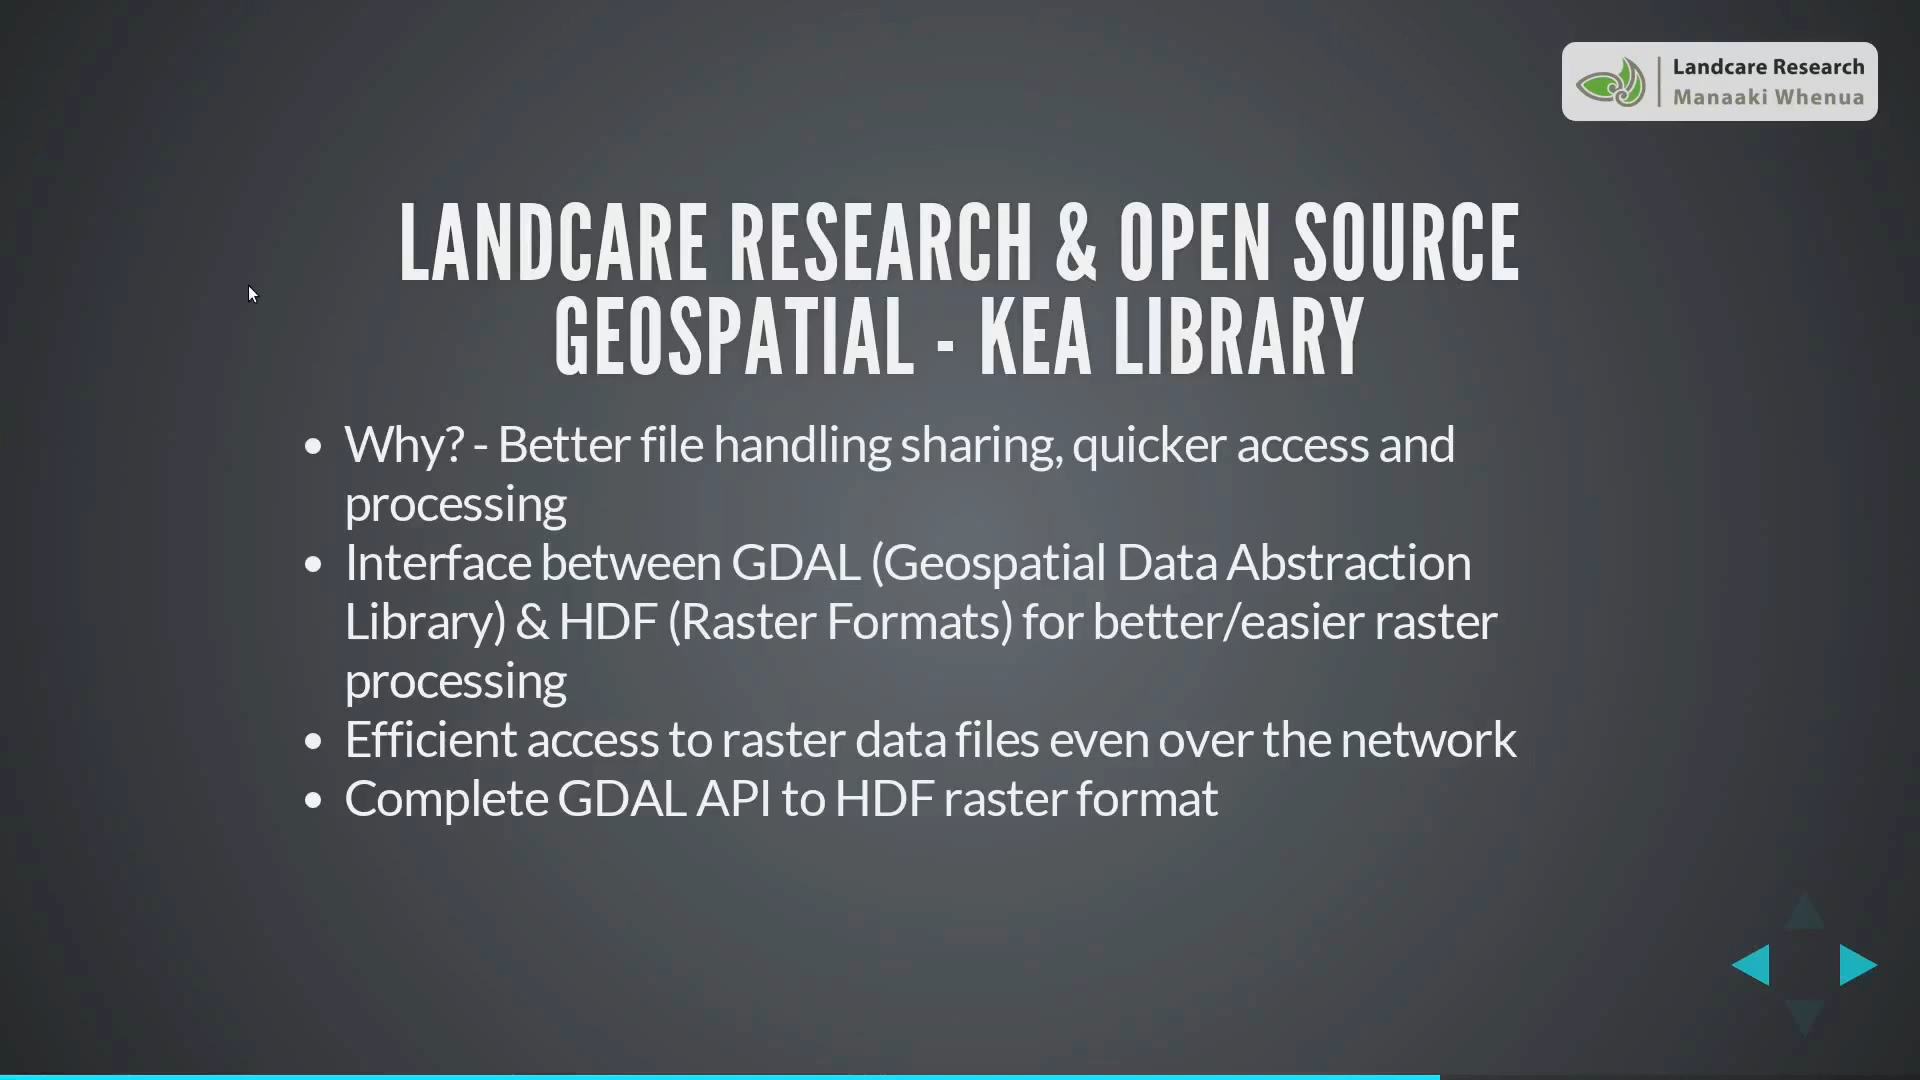 Landcare Research
Manaaki Whenua
LANDCARE RESEARCH & OPEN SOURCE
GEOSPATIAL - KEA LIBRARY
Why? - Better file handling sharing, quicker access and
processing
Interface between GDAL (Geospatial Data Abstraction
Library) & HDF (Raster Formats) for better/easier raster
processing
Efficient access to raster data files even over the network
Complete GDAL API to HDF raster format